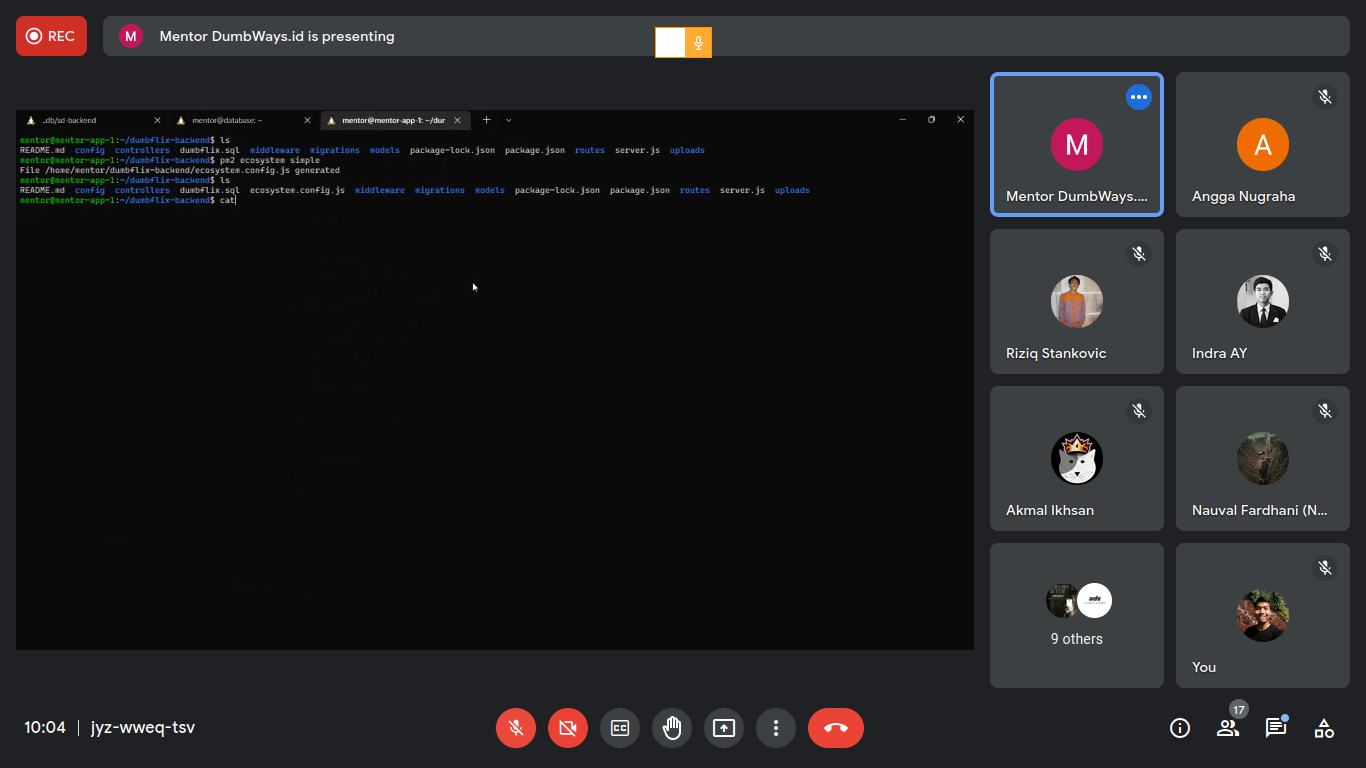 REC
M
Mentor DumbWays.id is presenting
_db/sd-backend
mentor@database: ~
mentor@mentor-app-1: ~/dur
mentor@mentor-app-1:~/dumbflix-backend$ ls
README.md config controllers dumbflix.sql middleware migrations models package-lock.json package.json routes server.js uploads
mentor@mentor-app-1:~/dumbflix-backend$ pm2 ecosystem simple
File /home/mentor/dumbflix-backend/ecosystem.config.js generated
mentor@mentor-app-1:~/dumbflix-backend$ ls
README.md config controllers dumbflix.sql ecosystem.config.js middleware migrations models package-lock.json package.json routes server.js uploads
mentor@mentor-app-1:~/dumbflix-backend$ cat
M
Mentor DumbWays....
A
Angga Nugraha
Riziq Stankovic
Indra AY
Akmal Ikhsan
Nauval Fardhani (N...
ads
9 others
You
10:04
jyz-wweq-tsv
CC
17